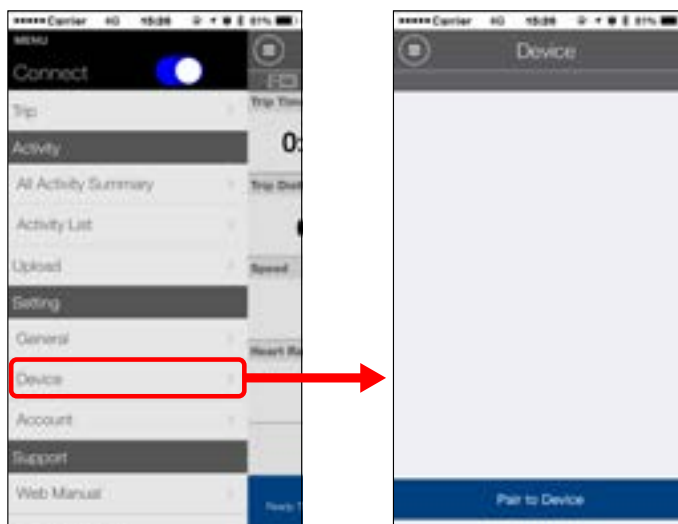 Carrier 4G 15:26 81%
MENU
Connect
Trip
Activity
All Activity Summary
Activity List
Upload
Setting
General
Device
Account
Support
Web Manual
Trip Time
0:
Trip Dist
Speed
Heart Ra
Ready T
Carrier 4G 15:26 81%
Device
Pair to Device